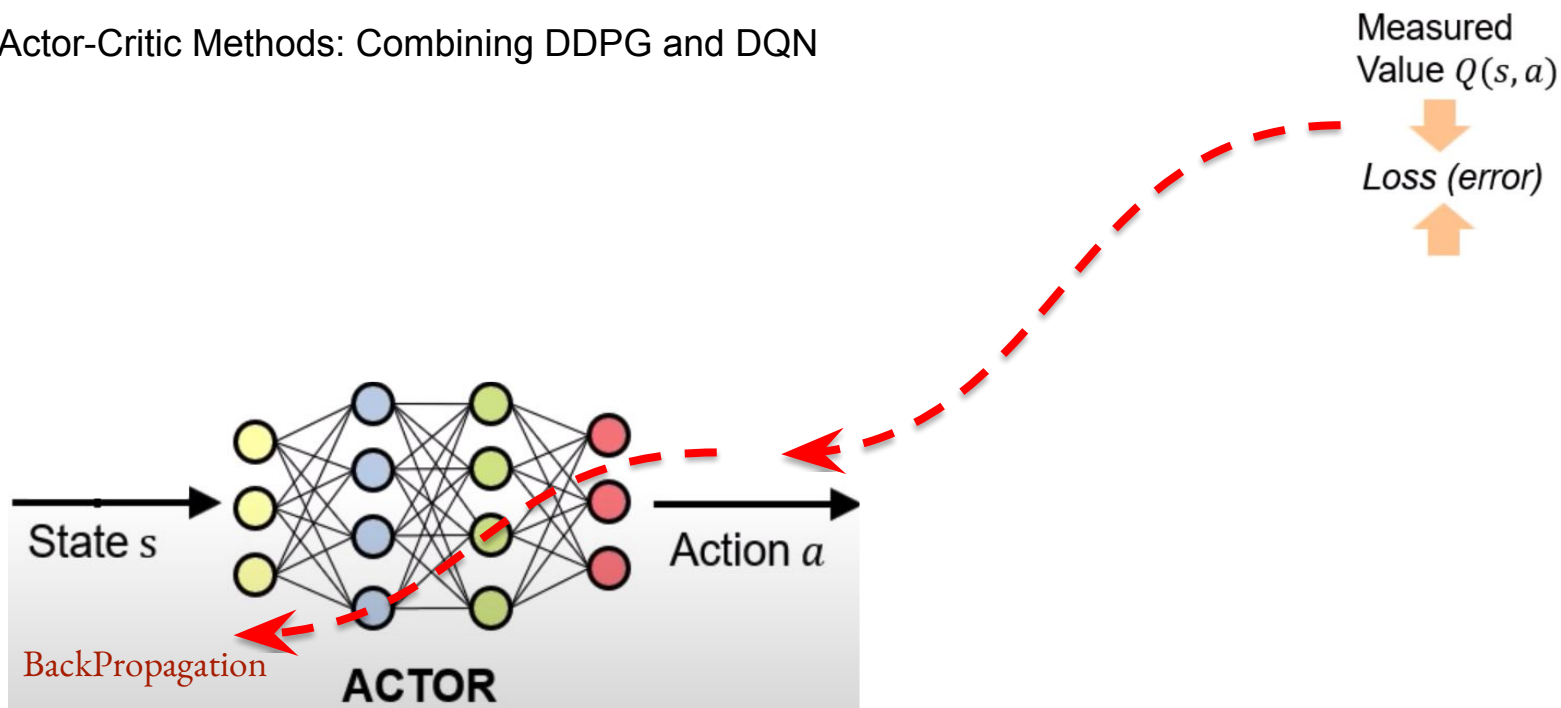 Actor-Critic Methods: Combining DDPG and DQN
Measured
Value Q(s, a)
Loss (error)
State s
Action a
BackPropagation
ACTOR